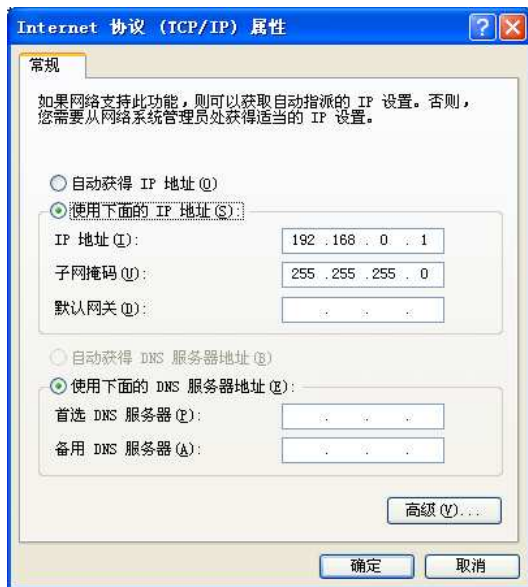 Internet 协议 (TCP/IP) 属性
常规
如果网络支持此功能，则可以获取自动指派的 IP 设置。否则，
您需要从网络系统管理员处获得适当的 IP 设置。
自动获得 IP 地址(O)
使用下面的 IP 地址(S):
IP 地址(I): 192 .168 . 0 . 1
子网掩码(U): 255 .255 .255 . 0
默认网关(D): . . .
自动获得 DNS 服务器地址(B)
使用下面的 DNS 服务器地址(E):
首选 DNS 服务器(P): . . .
备用 DNS 服务器(A): . . .
高级(V)...
确定 取消